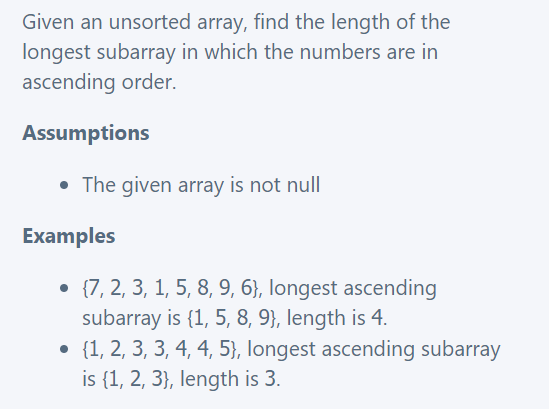 Given an unsorted array, find the length of the
longest subarray in which the numbers are in
ascending order.
Assumptions
• The given array is not null
Examples
• {7, 2, 3, 1, 5, 8, 9, 6}, longest ascending
subarray is {1, 5, 8, 9}, length is 4.
• {1, 2, 3, 3, 4, 4, 5}, longest ascending subarray
is {1, 2, 3}, length is 3.